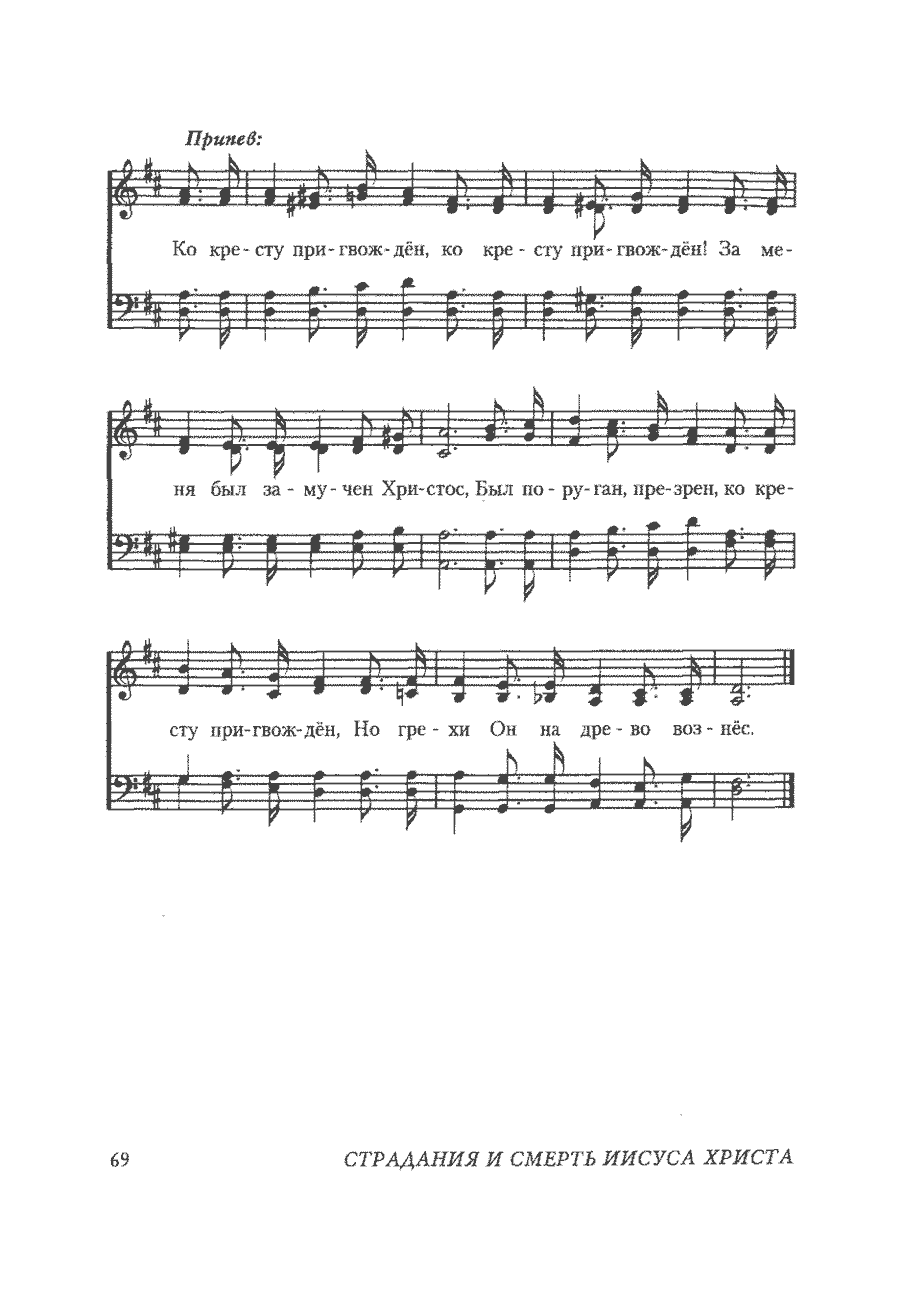 Припев:
Ко кре - сту при - гвож - дён, ко кре - сту при - гвож - дён! За ме-
ня был за - му - чен Хри - стос, Был по - ру - ган, пре - зрен, ко кре-
сту при - гвож - дён, Но гре - хи Он на дре - во воз - нёс.
69 СТРАДАНИЯ И СМЕРТЬ ИИСУСА ХРИСТА